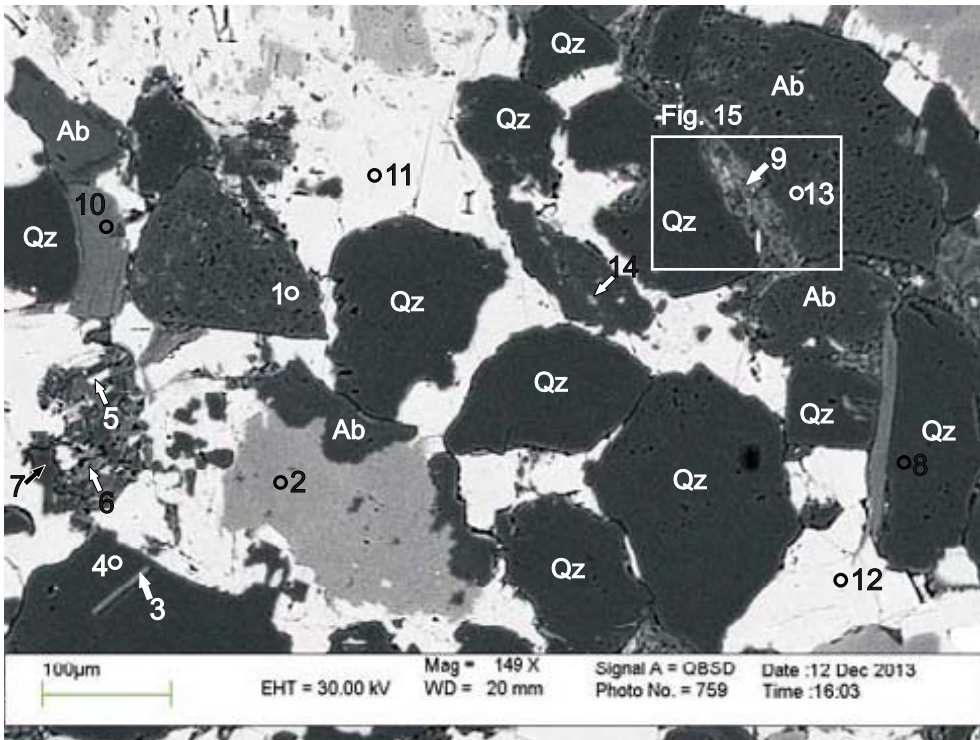 Qz
Ab
Qz
Fig. 15
Ab
9
11
13
10
Qz
Qz
14
1
Qz
Ab
5
Qz
Ab
Qz
Qz
7
6
2
Qz
8
4
3
Qz
12
100µm
EHT = 30.00 kV
Mag = 149 X
WD = 20 mm
Signal A = QBSD
Photo No. = 759
Date :12 Dec 2013
Time :16:03